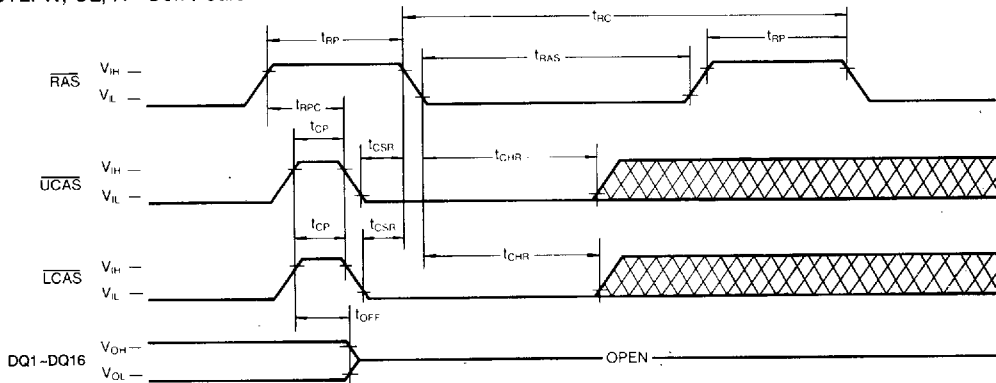 tRC
tRP
tRP
tRAS
RAS
VIH
VIL
tRPC
tCP
tCSR
tCHR
UCAS
VIH
VIL
tCP
tCSR
tCHR
LCAS
VIH
VIL
tOFF
DQ1~DQ16
VOH
VOL
OPEN